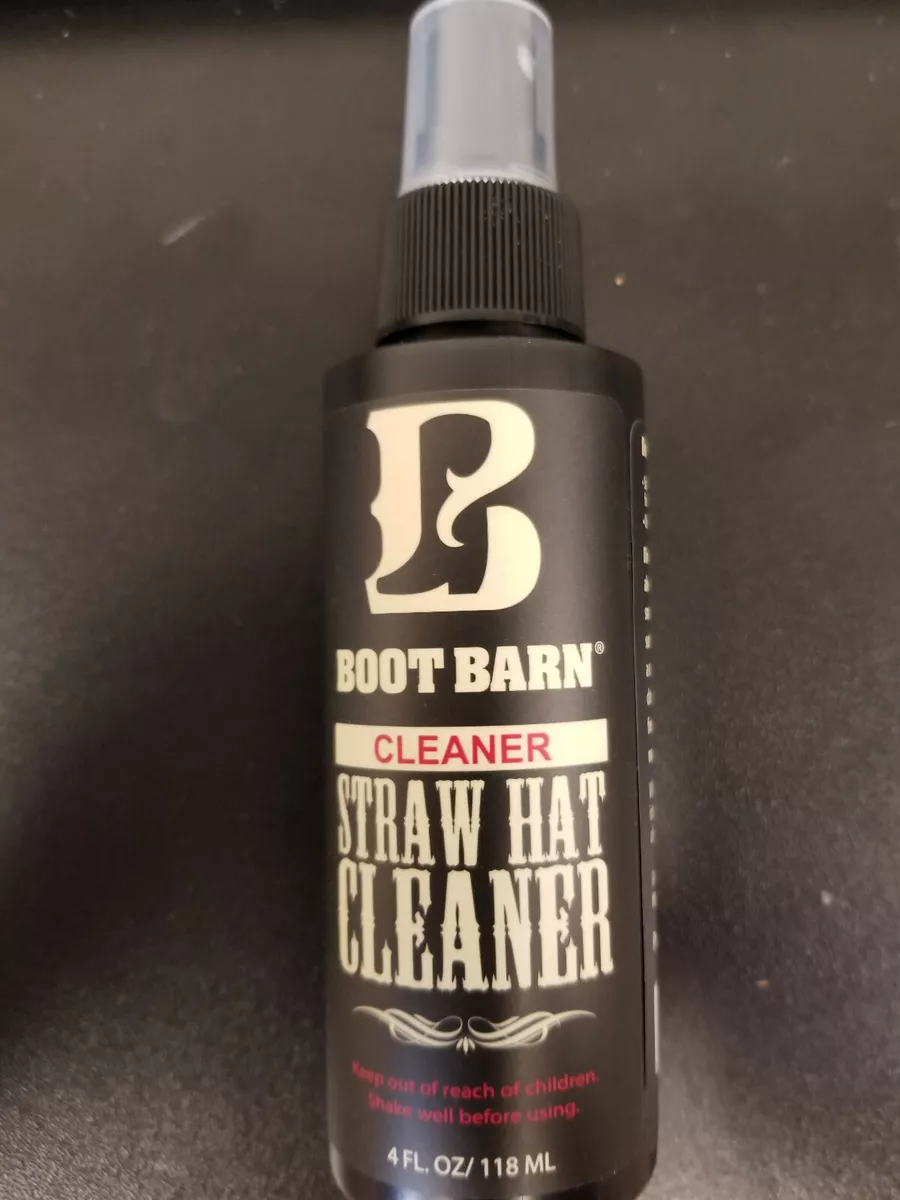 B
BOOT BARN®
CLEANER
STRAW HAT
CLEANER
Keep out of reach of children.
Shake well before using.
4 FL. OZ/ 118 ML